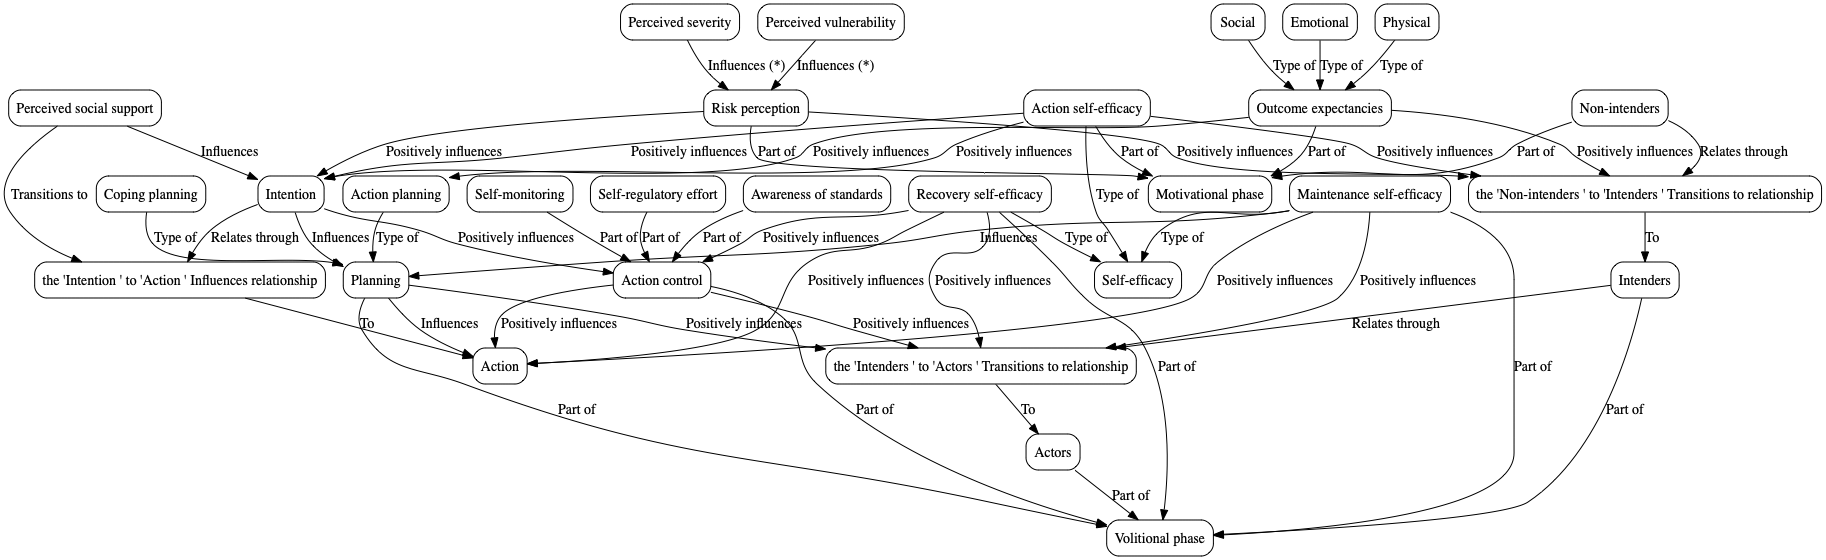 Perceived severity
Perceived vulnerability
Social
Emotional
Physical
Influences (*)
Influences (*)
Type of
Type of
Type of
Perceived social support
Risk perception
Action self-efficacy
Outcome expectancies
Non-intenders
Influences
Positively influences
Positively influences
Part of
Positively influences
Positively influences
Part of
Positively influences
Part of
Positively influences
Part of
Positively influences
Relates through
Transitions to
Coping planning
Intention
Action planning
Self-monitoring
Self-regulatory effort
Awareness of standards
Recovery self-efficacy
Type of
Motivational phase
Maintenance self-efficacy
the 'Non-intenders ' to 'Intenders ' Transitions to relationship
Type of
Relates through
Influences
Type of
Positively influences
Part of
Part of
Part of
Positively influences
Influences
Type of
Type of
To
the 'Intention ' to 'Action ' Influences relationship
Planning
Action control
Positively influences
Positively influences
Self-efficacy
Positively influences
Positively influences
Intenders
To
Influences
Positively influences
Positively influences
Positively influences
Relates through
Action
the 'Intenders ' to 'Actors ' Transitions to relationship
Part of
Part of
Part of
Part of
To
Part of
Actors
Part of
Volitional phase